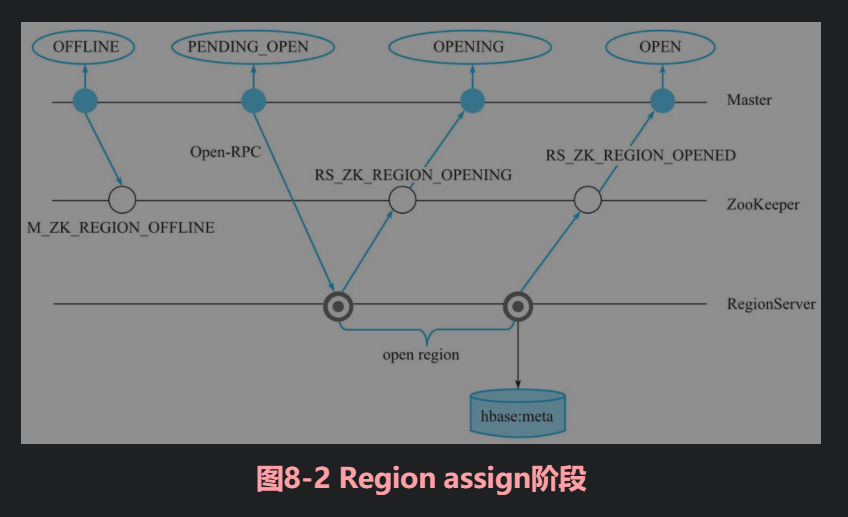 OFFLINE
PENDING_OPEN
OPENING
OPEN
Master
Open-RPC
RS_ZK_REGION_OPENING
RS_ZK_REGION_OPENED
ZooKeeper
M_ZK_REGION_OFFLINE
RegionServer
open region
hbase:meta
图8-2 Region assign阶段